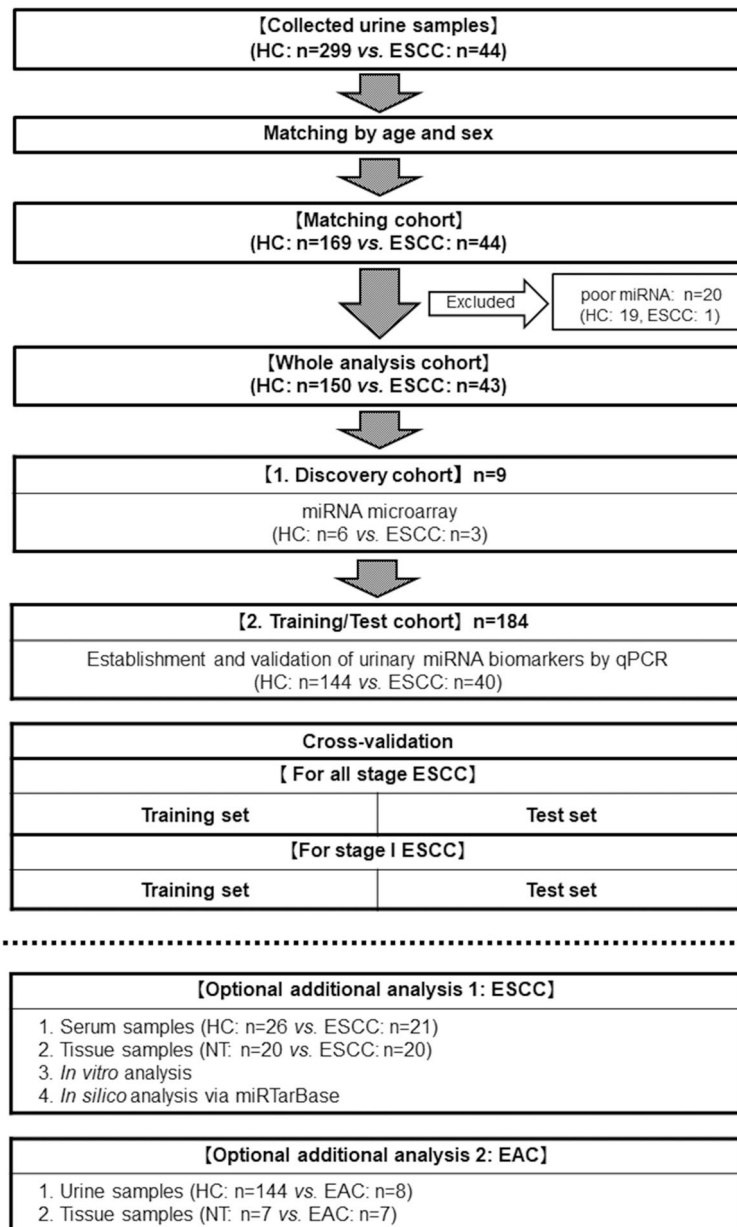 【Collected urine samples】
(HC: n=299 vs. ESCC: n=44)
Matching by age and sex
【Matching cohort】
(HC: n=169 vs. ESCC: n=44)
Excluded
poor miRNA: n=20
(HC: 19, ESCC: 1)
【Whole analysis cohort】
(HC: n=150 vs. ESCC: n=43)
【1. Discovery cohort】 n=9
miRNA microarray
(HC: n=6 vs. ESCC: n=3)
【2. Training/Test cohort】 n=184
Establishment and validation of urinary miRNA biomarkers by qPCR
(HC: n=144 vs. ESCC: n=40)
Cross-validation
【 For all stage ESCC】
Training set Test set
【For stage I ESCC】
Training set Test set
【Optional additional analysis 1: ESCC】
1. Serum samples (HC: n=26 vs. ESCC: n=21)
2. Tissue samples (NT: n=20 vs. ESCC: n=20)
3. In vitro analysis
4. In silico analysis via miRTarBase
【Optional additional analysis 2: EAC】
1. Urine samples (HC: n=144 vs. EAC: n=8)
2. Tissue samples (NT: n=7 vs. EAC: n=7)